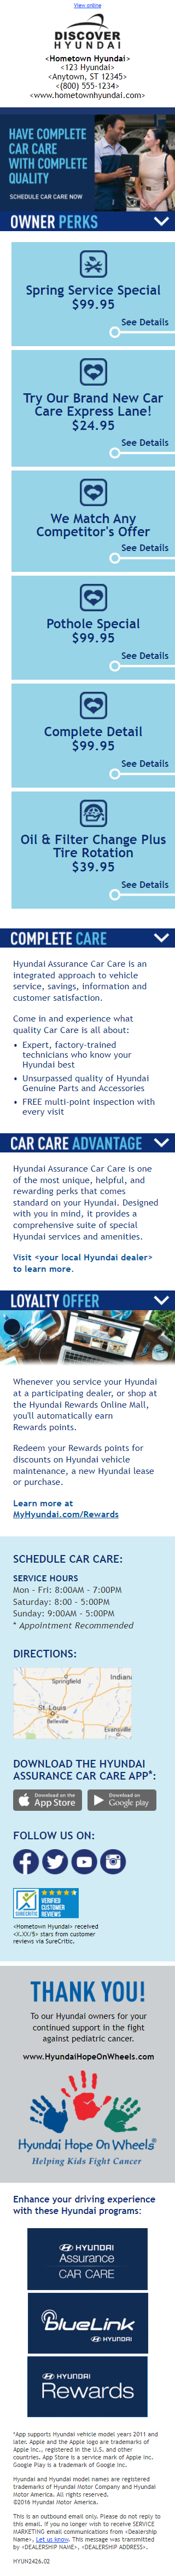 View online
DISCOVER
HYUNDAI
<Hometown Hyundai>
<123 Hyundai>
<Anytown, ST 12345>
<(800) 555-1234>
<www.hometownhyundai.com>
HAVE COMPLETE
CAR CARE
WITH COMPLETE
QUALITY
SCHEDULE CAR CARE NOW
OWNER PERKS
Spring Service Special
$99.95
See Details
Try Our Brand New Car
Care Express Lane!
$24.95
See Details
We Match Any
Competitor's Offer
See Details
Pothole Special
$99.95
See Details
Complete Detail
$99.95
See Details
Oil & Filter Change Plus
Tire Rotation
$39.95
See Details
COMPLETE CARE
Hyundai Assurance Car Care is an
integrated approach to vehicle
service, savings, information and
customer satisfaction.
Come in and experience what
quality Car Care is all about:
• Expert, factory-trained
technicians who know your
Hyundai best
• Unsurpassed quality of Hyundai
Genuine Parts and Accessories
• FREE multi-point inspection with
every visit
CAR CARE ADVANTAGE
Hyundai Assurance Car Care is one
of the most unique, helpful, and
rewarding perks that comes
standard on your Hyundai. Designed
with you in mind, it provides a
comprehensive suite of special
Hyundai services and amenities.
Visit <your local Hyundai dealer>
to learn more.
LOYALTY OFFER
Whenever you service your Hyundai
at a participating dealer, or shop at
the Hyundai Rewards Online Mall,
you'll automatically earn
Rewards points.
Redeem your Rewards points for
discounts on Hyundai vehicle
maintenance, a new Hyundai lease
or purchase.
Learn more at
MyHyundai.com/Rewards
SCHEDULE CAR CARE:
SERVICE HOURS
Mon - Fri: 8:00AM - 7:00PM
Saturday: 8:00 - 5:00PM
Sunday: 9:00AM - 5:00PM
* Appointment Recommended
DIRECTIONS:
Springfield
Indiana
St. Louis
Belleville
Evansville
DOWNLOAD THE HYUNDAI
ASSURANCE CAR CARE APP*:
Download on the
App Store
Download on
Google play
FOLLOW US ON:
SURECRITIC
VERIFIED
CUSTOMER
REVIEWS
<Hometown Hyundai> received
<X.XX/5> stars from customer
reviews via SureCritic.
THANK YOU!
To our Hyundai owners for your
continued support in the fight
against pediatric cancer.
www.HyundaiHopeOnWheels.com
Hyundai Hope On Wheels®
Helping Kids Fight Cancer
Enhance your driving experience
with these Hyundai programs:
HYUNDAI
Assurance
CAR CARE
BlueLink
HYUNDAI
HYUNDAI
Rewards
*App supports Hyundai vehicle model years 2011 and
later. Apple and the Apple logo are trademarks of
Apple Inc., registered in the U.S. and other
countries. App Store is a service mark of Apple Inc.
Google Play is a trademark of Google Inc.
Hyundai and Hyundai model names are registered
trademarks of Hyundai Motor Company and Hyundai
Motor America. All rights reserved.
©2016 Hyundai Motor America.
This is an outbound email only. Please do not reply to
this email. If you no longer wish to receive SERVICE
MARKETING email communications from <Dealership
Name>, Let us know. This message was transmitted
by <DEALERSHIP NAME>, <DEALERSHIP ADDRESS>.
HYUN2426.02